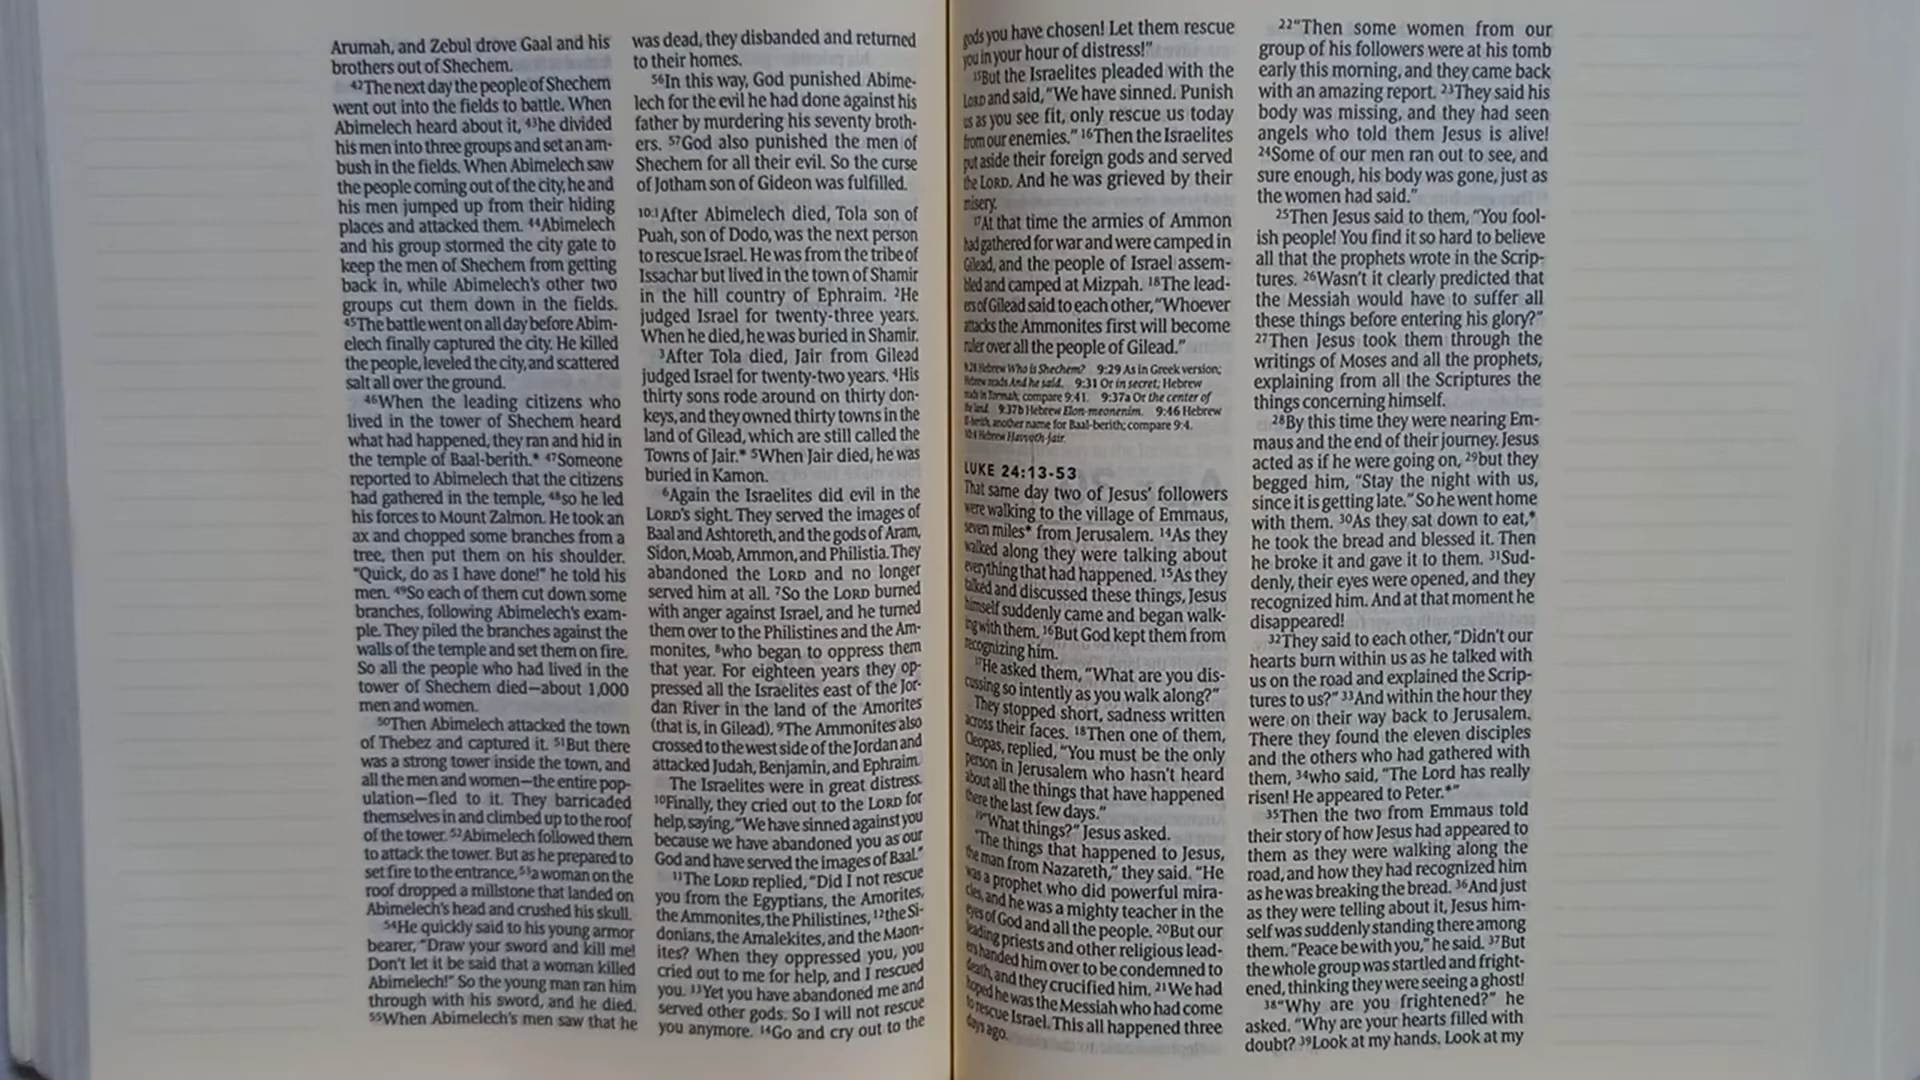 Arumah, and Zebul drove Gaal and his
brothers out of Shechem.
42The next day the people of Shechem
went out into the fields to battle. When
Abimelech heard about it, 43he divided
his men into three groups and set an am-
bush in the fields. When Abimelech saw
the people coming out of the city, he and
his men jumped up from their hiding
places and attacked them. 44Abimelech
and his group stormed the city gate to
keep the men of Shechem from getting
back in, while Abimelech's other two
groups cut them down in the fields.
45The battle went on all day before Abim-
elech finally captured the city. He killed
the people, leveled the city, and scattered
salt all over the ground.
46When the leading citizens who
lived in the tower of Shechem heard
what had happened, they ran and hid in
the temple of Baal-berith.* 47Someone
reported to Abimelech that the citizens
had gathered in the temple, 48so he led
his forces to Mount Zalmon. He took an
ax and chopped some branches from a
tree, then put them on his shoulder.
"Quick, do as I have done!" he told his
men. 49So each of them cut down some
branches, following Abimelech's exam-
ple. They piled the branches against the
walls of the temple and set them on fire.
So all the people who had lived in the
tower of Shechem died—about 1,000
men and women.
50Then Abimelech attacked the town
of Thebez and captured it. 51But there
was a strong tower inside the town, and
all the men and women—the entire pop-
ulation—fled to it. They barricaded
themselves in and climbed up to the roof
of the tower. 52Abimelech followed them
to attack the tower. But as he prepared to
set fire to the entrance, 53a woman on the
roof dropped a millstone that landed on
Abimelech's head and crushed his skull.
54He quickly said to his young armor
bearer, "Draw your sword and kill me!
Don't let it be said that a woman killed
Abimelech!" So the young man ran him
through with his sword, and he died.
55When Abimelech's men saw that he
was dead, they disbanded and returned
to their homes.
56In this way, God punished Abime-
lech for the evil he had done against his
father by murdering his seventy broth-
ers. 57God also punished the men of
Shechem for all their evil. So the curse
of Jotham son of Gideon was fulfilled.
10:1After Abimelech died, Tola son of
Puah, son of Dodo, was the next person
to rescue Israel. He was from the tribe of
Issachar but lived in the town of Shamir
in the hill country of Ephraim. 2He
judged Israel for twenty-three years.
When he died, he was buried in Shamir.
3After Tola died, Jair from Gilead
judged Israel for twenty-two years. 4His
thirty sons rode around on thirty don-
keys, and they owned thirty towns in the
land of Gilead, which are still called the
Towns of Jair.* 5When Jair died, he was
buried in Kamon.
6Again the Israelites did evil in the
LORD's sight. They served the images of
Baal and Ashtoreth, and the gods of Aram,
Sidon, Moab, Ammon, and Philistia. They
abandoned the LORD and no longer
served him at all. 7So the LORD burned
with anger against Israel, and he turned
them over to the Philistines and the Am-
monites, 8who began to oppress them
that year. For eighteen years they op-
pressed all the Israelites east of the Jor-
dan River in the land of the Amorites
(that is, in Gilead). 9The Ammonites also
crossed to the west side of the Jordan and
attacked Judah, Benjamin, and Ephraim.
The Israelites were in great distress.
10Finally, they cried out to the LORD for
help, saying, "We have sinned against you
because we have abandoned you as our
God and have served the images of Baal."
11The LORD replied, "Did I not rescue
you from the Egyptians, the Amorites,
the Ammonites, the Philistines, 12the Si-
donians, the Amalekites, and the Maon-
ites? When they oppressed you, you
cried out to me for help, and I rescued
you. 13Yet you have abandoned me and
served other gods. So I will not rescue
you anymore. 14Go and cry out to the
gods you have chosen! Let them rescue
you in your hour of distress!"
15But the Israelites pleaded with the
LORD and said, "We have sinned. Punish
us as you see fit, only rescue us today
from our enemies." 16Then the Israelites
put aside their foreign gods and served
the LORD. And he was grieved by their
misery.
17At that time the armies of Ammon
had gathered for war and were camped in
Gilead, and the people of Israel assem-
bled and camped at Mizpah. 18The lead-
ers of Gilead said to each other, "Whoever
attacks the Ammonites first will become
ruler over all the people of Gilead."
9:28 Hebrew Who is Shechem? 9:29 As in Greek version;
Hebrew reads And he said. 9:31 Or in secret; Hebrew
reads in Tormah; compare 9:41. 9:37a Or the center of
the land. 9:37b Hebrew Elon-meonenim. 9:46 Hebrew
El-berith, another name for Baal-berith; compare 9:4.
10:4 Hebrew Havvoth-jair.
LUKE 24:13-53
That same day two of Jesus' followers
were walking to the village of Emmaus,
seven miles* from Jerusalem. 14As they
walked along they were talking about
everything that had happened. 15As they
talked and discussed these things, Jesus
himself suddenly came and began walk-
ing with them. 16But God kept them from
recognizing him.
17He asked them, "What are you dis-
cussing so intently as you walk along?"
They stopped short, sadness written
across their faces. 18Then one of them,
Cleopas, replied, "You must be the only
person in Jerusalem who hasn't heard
about all the things that have happened
there the last few days."
19"What things?" Jesus asked.
"The things that happened to Jesus,
the man from Nazareth," they said. "He
was a prophet who did powerful mira-
cles, and he was a mighty teacher in the
eyes of God and all the people. 20But our
leading priests and other religious lead-
ers handed him over to be condemned to
death, and they crucified him. 21We had
hoped he was the Messiah who had come
to rescue Israel. This all happened three
days ago.
22"Then some women from our
group of his followers were at his tomb
early this morning, and they came back
with an amazing report. 23They said his
body was missing, and they had seen
angels who told them Jesus is alive!
24Some of our men ran out to see, and
sure enough, his body was gone, just as
the women had said."
25Then Jesus said to them, "You fool-
ish people! You find it so hard to believe
all that the prophets wrote in the Scrip-
tures. 26Wasn't it clearly predicted that
the Messiah would have to suffer all
these things before entering his glory?"
27Then Jesus took them through the
writings of Moses and all the prophets,
explaining from all the Scriptures the
things concerning himself.
28By this time they were nearing Em-
maus and the end of their journey. Jesus
acted as if he were going on, 29but they
begged him, "Stay the night with us,
since it is getting late." So he went home
with them. 30As they sat down to eat,*
he took the bread and blessed it. Then
he broke it and gave it to them. 31Sud-
denly, their eyes were opened, and they
recognized him. And at that moment he
disappeared!
32They said to each other, "Didn't our
hearts burn within us as he talked with
us on the road and explained the Scrip-
tures to us?" 33And within the hour they
were on their way back to Jerusalem.
There they found the eleven disciples
and the others who had gathered with
them, 34who said, "The Lord has really
risen! He appeared to Peter.*"
35Then the two from Emmaus told
their story of how Jesus had appeared to
them as they were walking along the
road, and how they had recognized him
as he was breaking the bread. 36And just
as they were telling about it, Jesus him-
self was suddenly standing there among
them. "Peace be with you," he said. 37But
the whole group was startled and fright-
ened, thinking they were seeing a ghost!
38"Why are you frightened?" he
asked. "Why are your hearts filled with
doubt? 39Look at my hands. Look at my